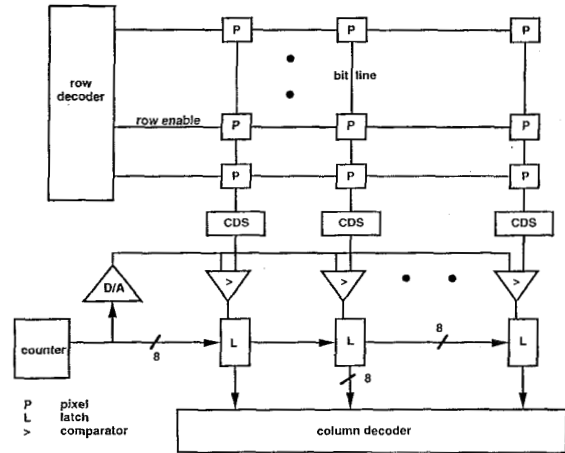 P P P
row
decoder
bit line
row enable
P P P
P P P
CDS CDS CDS
D/A > > >
counter
8
L
L
8
L
8
P pixel
L latch
> comparator
column decoder